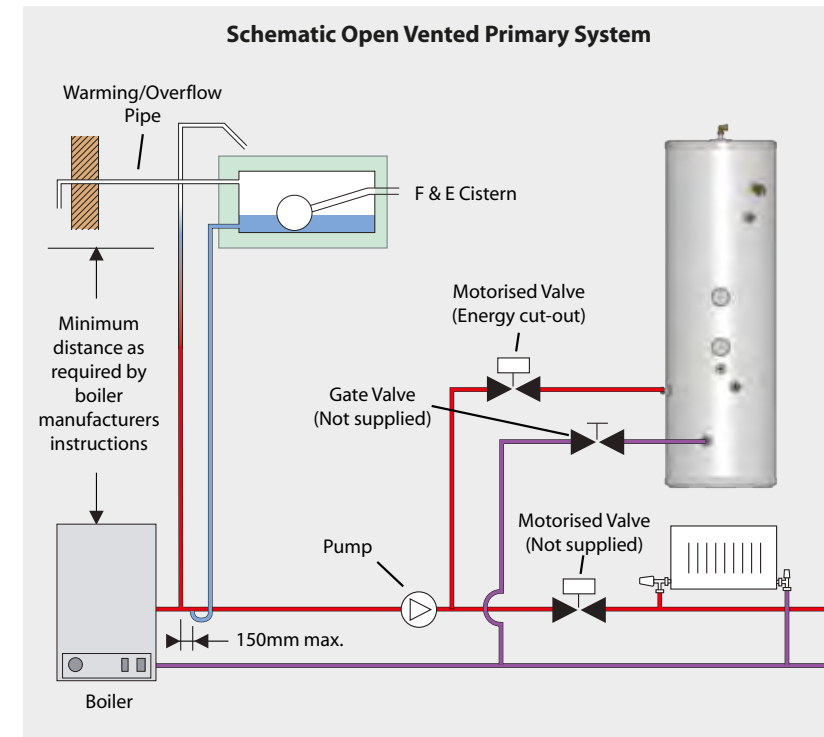 Schematic Open Vented Primary System
Warming/Overflow
Pipe
F & E Cistern
Motorised Valve
(Energy cut-out)
Minimum
distance as
required by
boiler
manufacturers
instructions
Gate Valve
(Not supplied)
Motorised Valve
(Not supplied)
Pump
150mm max.
Boiler